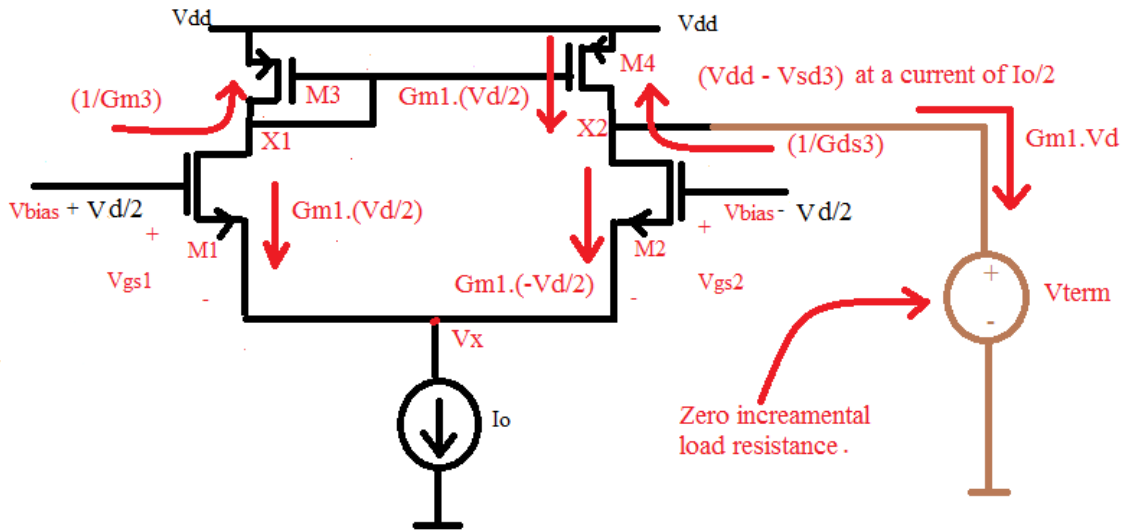 Vdd
Vdd
M4
(Vdd - Vsd3) at a current of Io/2
(1/Gm3)
M3
Gm1.(Vd/2)
X1
X2
(1/Gds3)
Gm1.Vd
Vbias + Vd/2
Gm1.(Vd/2)
Vbias - Vd/2
+
M1
M2
+
Vgs1
Gm1.(-Vd/2)
Vgs2
-
-
+
Vterm
-
Vx
Io
Zero increamental
load resistance .